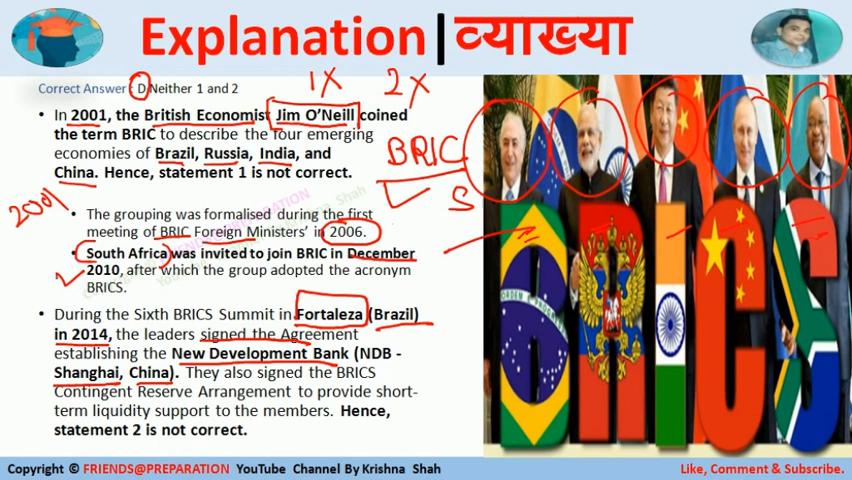 Explanation|व्याख्या
Correct Answer : D Neither 1 and 2
1X
2X
In 2001, the British Economist Jim O'Neill coined
the term BRIC to describe the four emerging
economies of Brazil, Russia, India, and
China. Hence, statement 1 is not correct.
BRIC
S
2001
The grouping was formalised during the first
meeting of BRIC Foreign Ministers' in 2006.
South Africa was invited to join BRIC in December
2010, after which the group adopted the acronym
BRICS.
During the Sixth BRICS Summit in Fortaleza (Brazil)
in 2014, the leaders signed the Agreement
establishing the New Development Bank (NDB -
Shanghai, China). They also signed the BRICS
Contingent Reserve Arrangement to provide short-
term liquidity support to the members. Hence,
statement 2 is not correct.
BRICS
Copyright © FRIENDS@PREPARATION YouTube Channel By Krishna Shah
Like, Comment & Subscribe.